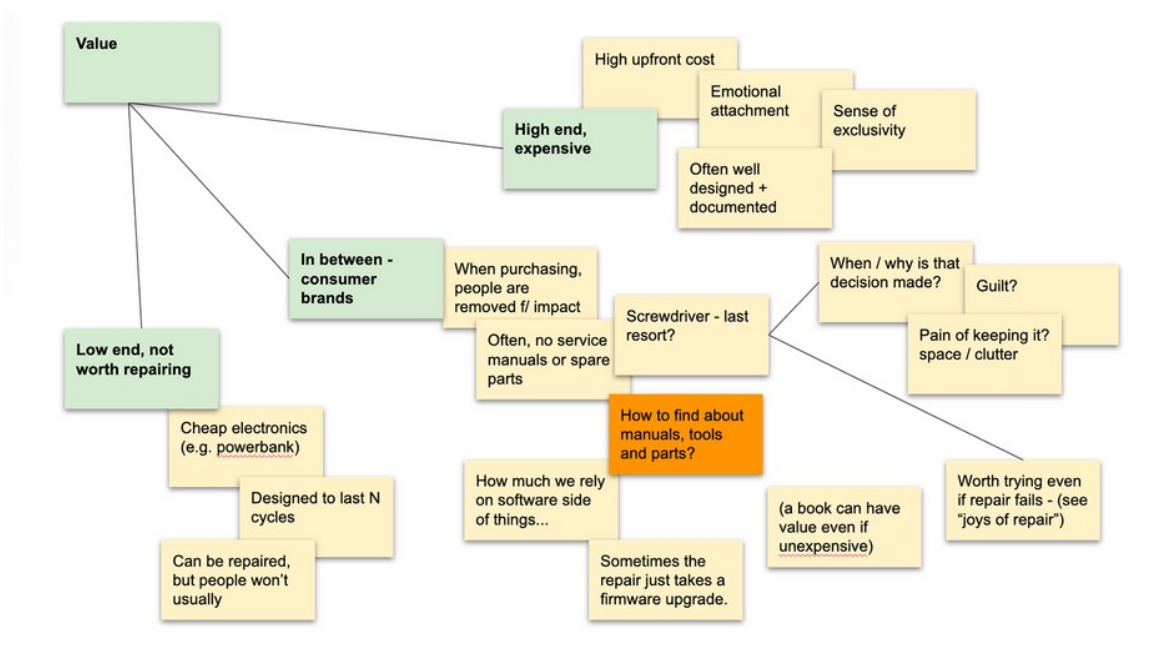 Value
High upfront cost
Emotional
attachment
Sense of
exclusivity
High end,
expensive
Often well
designed +
documented
In between -
consumer
brands
When purchasing,
people are
removed f/ impact
Often, no service
manuals or spare
parts
Screwdriver - last
resort?
When / why is that
decision made?
Guilt?
Pain of keeping it?
space / clutter
Low end, not
worth repairing
Cheap electronics
(e.g. powerbank)
Designed to last N
cycles
Can be repaired,
but people won't
usually
How to find about
manuals, tools
and parts?
How much we rely
on software side
of things...
Sometimes the
repair just takes a
firmware upgrade.
(a book can have
value even if
unexpensive)
Worth trying even
if repair fails - (see
“joys of repair”)